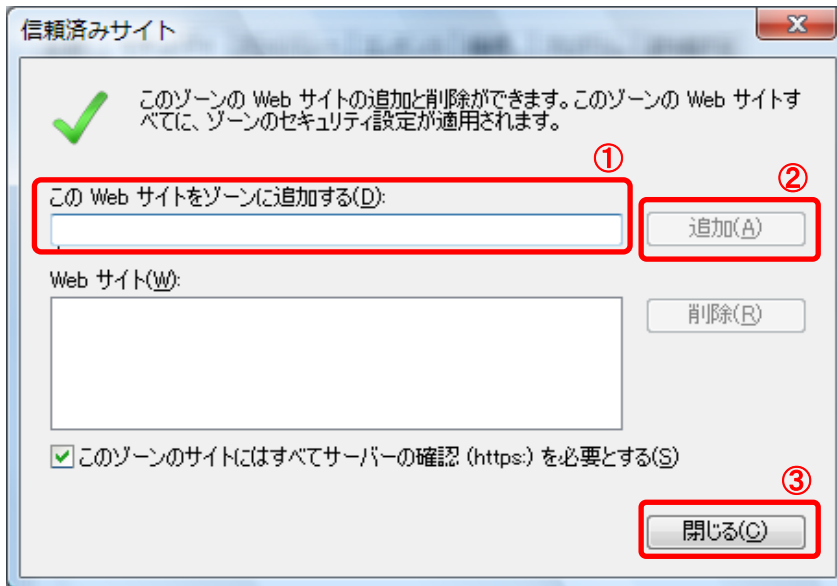 信頼済みサイト
このゾーンの Web サイトの追加と削除ができます。このゾーンの Web サイトす
べてに、ゾーンのセキュリティ設定が適用されます。
①
②
この Web サイトをゾーンに追加する(D):
追加(A)
Web サイト(W):
削除(R)
このゾーンのサイトにはすべてサーバーの確認 (https:) を必要とする(S)
③
閉じる(C)